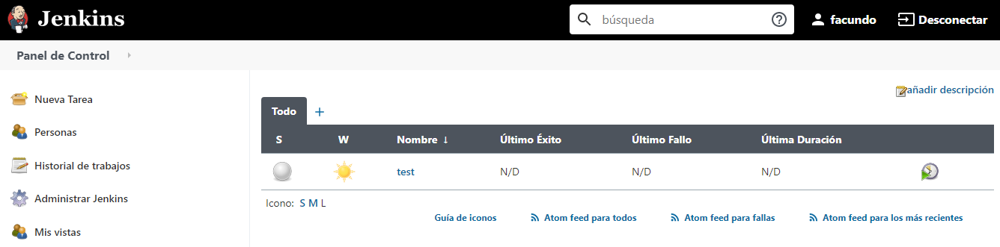 Jenkins
búsqueda
facundo
Desconectar
Panel de Control
Nueva Tarea
Personas
Historial de trabajos
Administrar Jenkins
Mis vistas
añadir descripción
Todo +
S W Nombre ↓ Último Éxito Último Fallo Última Duración
test N/D N/D N/D
Icono: S M L
Guía de iconos Atom feed para todos Atom feed para fallas Atom feed para los más recientes